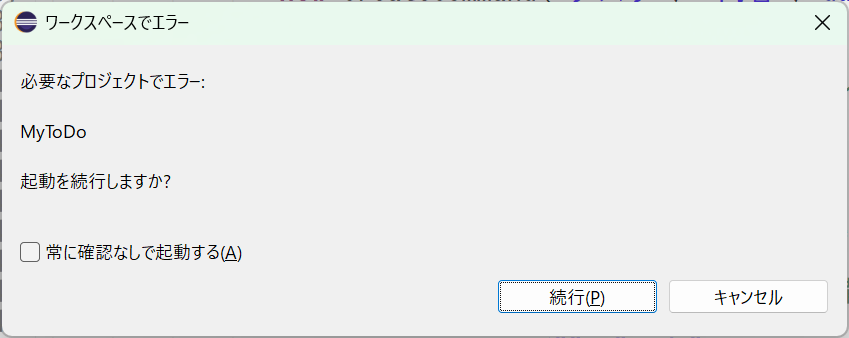 ワークスペースでエラー
必要なプロジェクトでエラー:
MyToDo
起動を続行しますか?
常に確認なしで起動する(A)
続行(P)
キャンセル